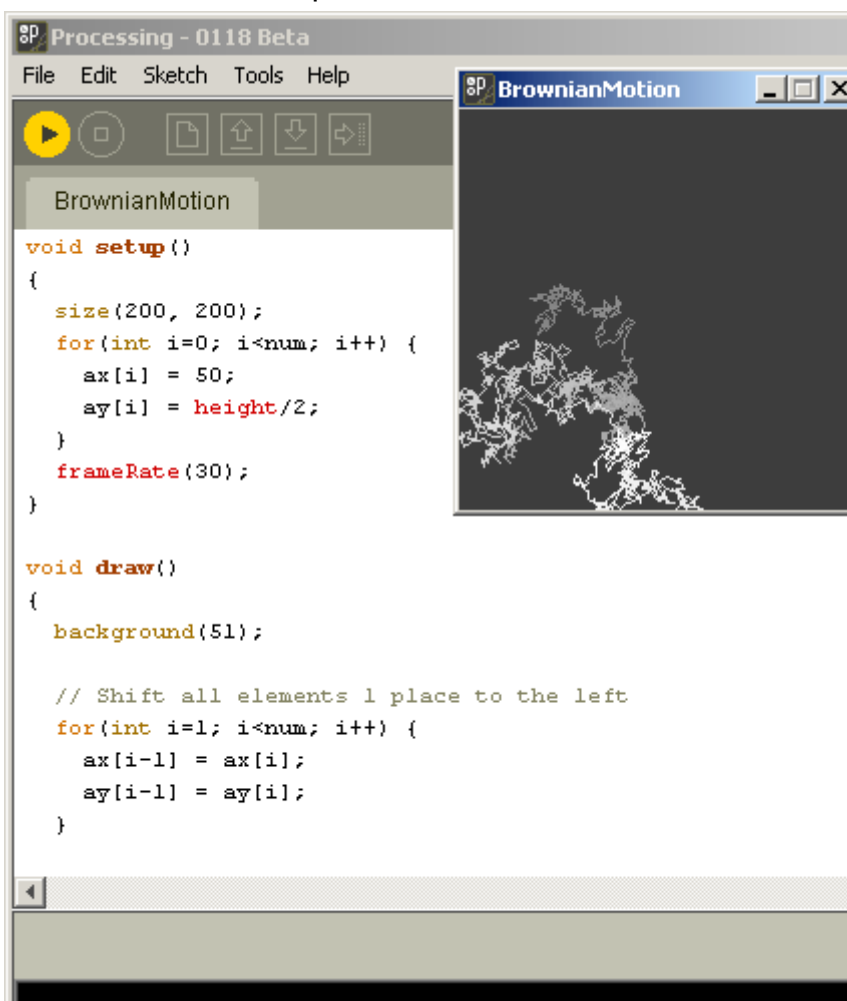 Processing - 0118 Beta
File Edit Sketch Tools Help
BrownianMotion
BrownianMotion
void setup()
{
  size(200, 200);
  for(int i=0; i<num; i++) {
    ax[i] = 50;
    ay[i] = height/2;
  }
  frameRate(30);
}

void draw()
{
  background(51);

  // Shift all elements 1 place to the left
  for(int i=1; i<num; i++) {
    ax[i-1] = ax[i];
    ay[i-1] = ay[i];
  }